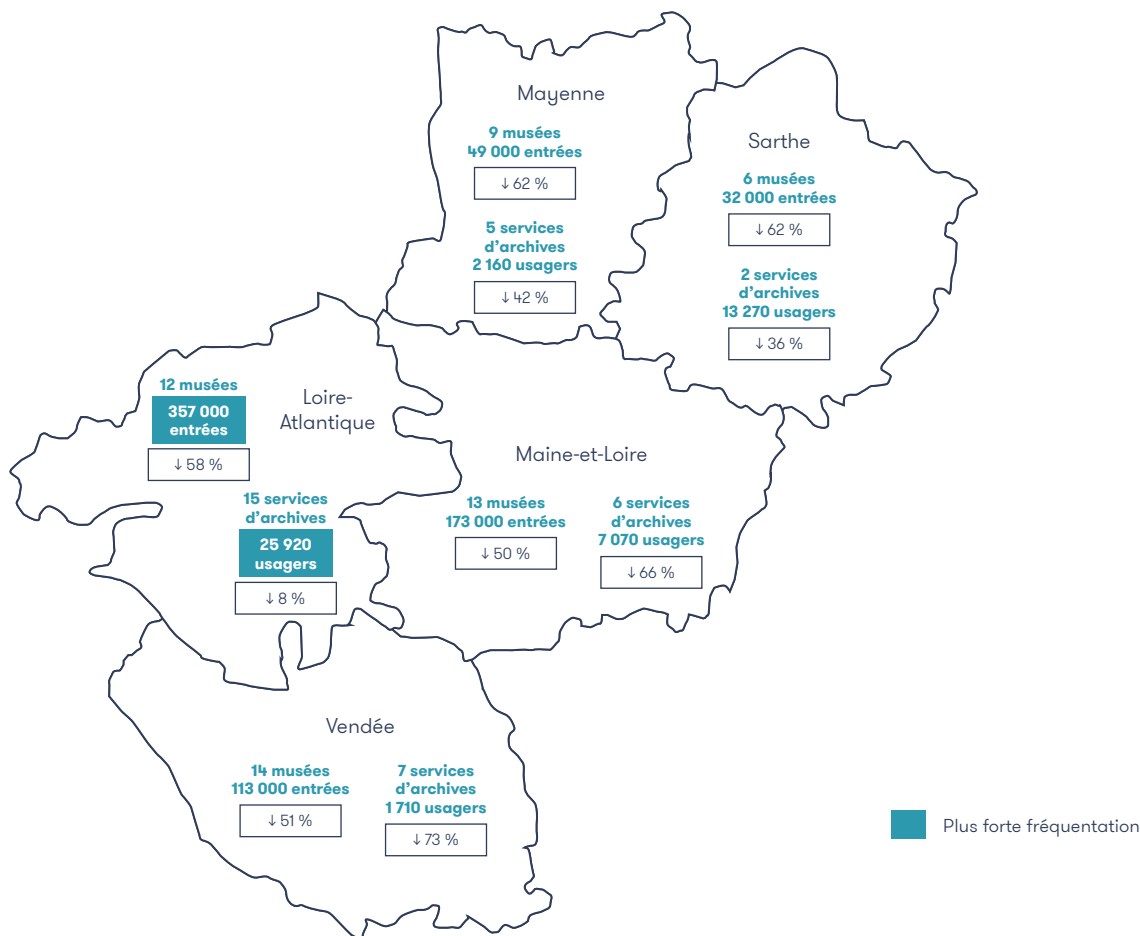 Mayenne
9 musées
49 000 entrées
↓ 62 %
5 services
d'archives
2 160 usagers
↓ 42 %
Sarthe
6 musées
32 000 entrées
↓ 62 %
2 services
d'archives
13 270 usagers
↓ 36 %
Loire-
Atlantique
12 musées
357 000
entrées
↓ 58 %
15 services
d'archives
25 920
usagers
↓ 8 %
Maine-et-Loire
13 musées
173 000 entrées
↓ 50 %
6 services
d'archives
7 070 usagers
↓ 66 %
Vendée
14 musées
113 000 entrées
↓ 51 %
7 services
d'archives
1 710 usagers
↓ 73 %
Plus forte fréquentation